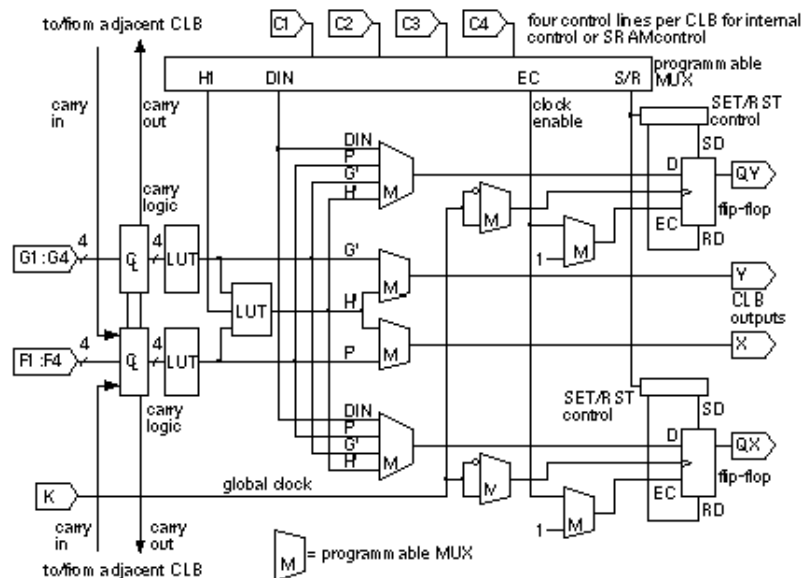 to/from adjacent CLB
C1
C2
C3
C4
four control lines per CLB for internal
control or SRAMcontrol
programmable
MUX
H1
DIN
EC
S/R
carry
in
carry
out
clock
enable
SET/RST
control
carry
logic
DIN
F'
G'
H'
M
D
SD
QY
M
flip-flop
EC
RD
1
M
4
4
G1:G4
CL
LUT
G'
M
Y
LUT
H'
CLB
outputs
4
4
F1:F4
CL
LUT
F'
M
X
carry
logic
SET/RST
control
DIN
F'
G'
H'
M
D
SD
QX
M
flip-flop
EC
RD
1
M
K
global clock
carry
in
carry
out
to/from adjacent CLB
M
= programmable MUX